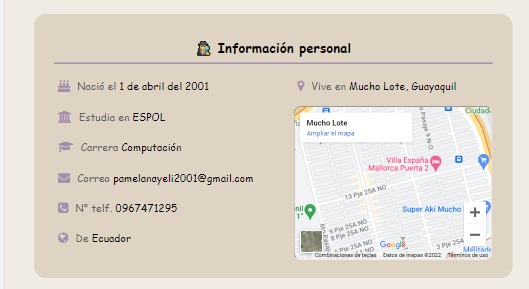 Información personal
Nació el 1 de abril del 2001
Estudia en ESPOL
Carrera Computación
Correo pamelanayeli2001@gmail.com
N° telf. 0967471295
De Ecuador
Vive en Mucho Lote, Guayaquil
Mucho Lote
Ampliar el mapa
Ciudad
Pasaje 9 N-O
Villa España
Mallorca Puerta 2
13 Pje 25A NO
Super Akí Mucho
9 Pje 25A NO
8 Pje 25A NO
Google
Combinaciones de teclas
Datos de mapas ©2022
Términos de uso